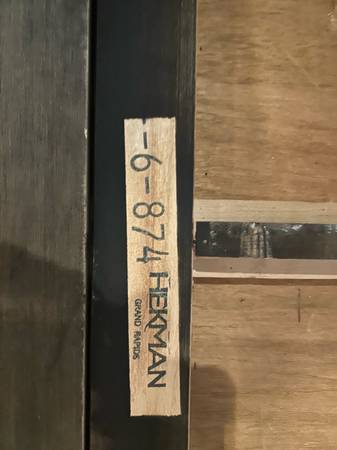 -6-874 HEKMAN
GRAND RAPIDS